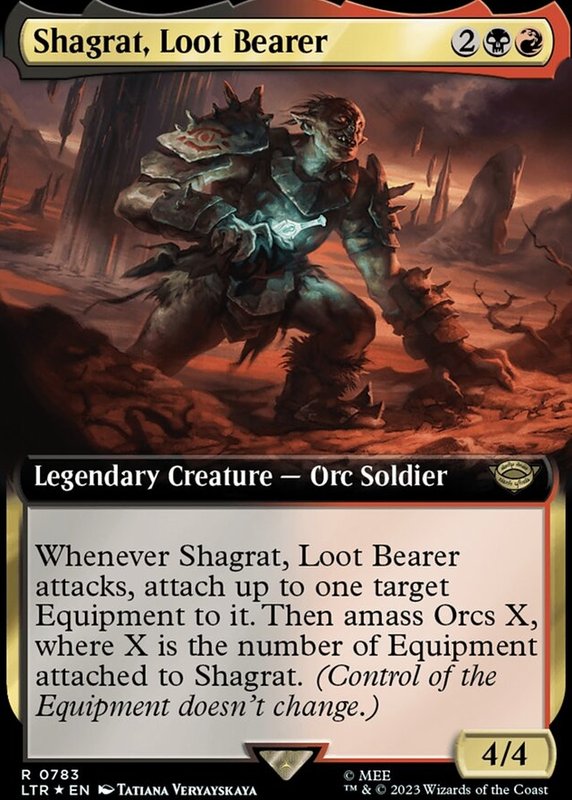 Shagrat, Loot Bearer 2
Legendary Creature — Orc Soldier
Whenever Shagrat, Loot Bearer
attacks, attach up to one target
Equipment to it. Then amass Orcs X,
where X is the number of Equipment
attached to Shagrat. (Control of the
Equipment doesn't change.)
4/4
R 0783
LTR ★ EN Tatiana Veryayskaya
© MEE
™ & © 2023 Wizards of the Coast